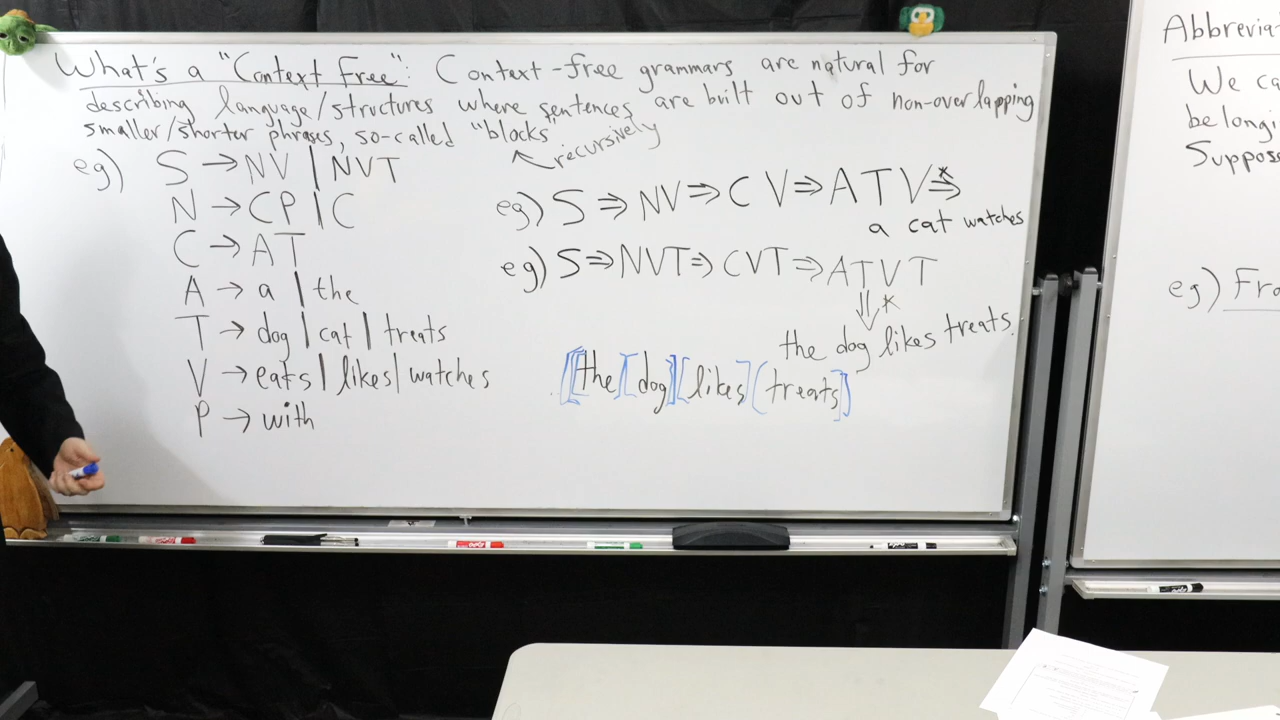 What's a "Context Free": Context-free grammars are natural for
describing language/structures where sentences are built out of non-overlapping
smaller/shorter phrases, so-called "blocks"
recursively
eg) S → NV | NVT
N → CP | C
C → AT
A → a | the
T → dog | cat | treats
V → eats | likes | watches
P → with
eg) S ⇒ NV ⇒ CV ⇒ ATV ⇒*
a cat watches
eg) S ⇒ NVT ⇒ CVT ⇒ ATVT
⇓*
the dog likes treats.
[[[the][dog]][likes][treats]]
Abbrevia
We ca
belongi
Suppose
eg) Fro